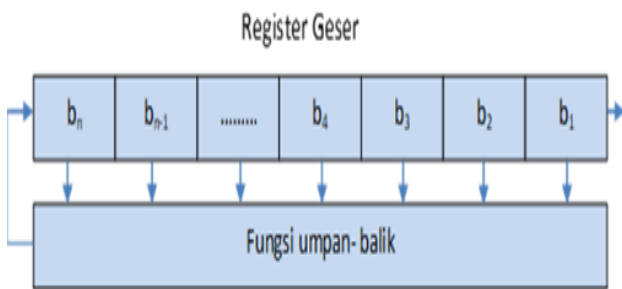 Register Geser
bₙ bₙ₋₁ ......... b₄ b₃ b₂ b₁
Fungsi umpan- balik